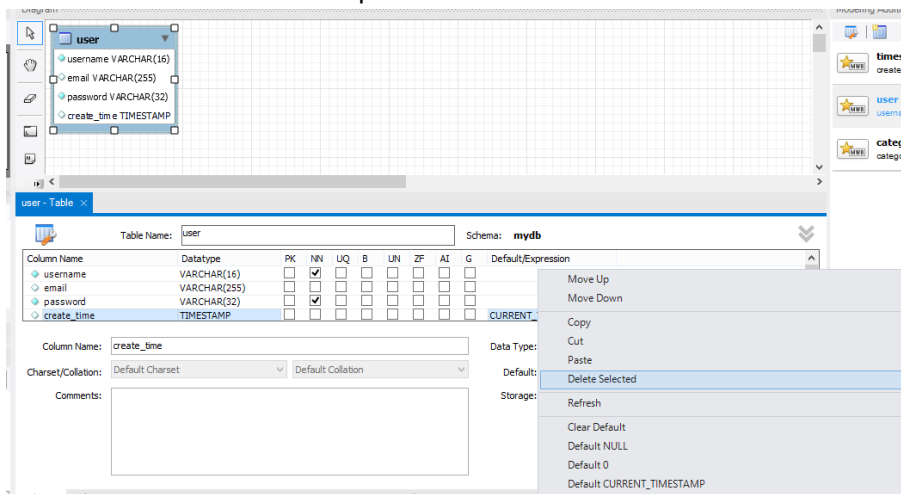 Diagram
user
username VARCHAR(16)
email VARCHAR(255)
password VARCHAR(32)
create_time TIMESTAMP
user
user - Table
Table Name: user Schema: mydb
Column Name Datatype PK NN UQ B UN ZF AI G Default/Expression
username VARCHAR(16)
email VARCHAR(255)
password VARCHAR(32)
create_time TIMESTAMP
Column Name: create_time Data Type:
Charset/Collation: Default Charset Default Collation Default:
Comments: Storage:
Move Up
Move Down
Copy
Cut
Paste
Delete Selected
Refresh
Clear Default
Default NULL
Default 0
Default CURRENT_TIMESTAMP